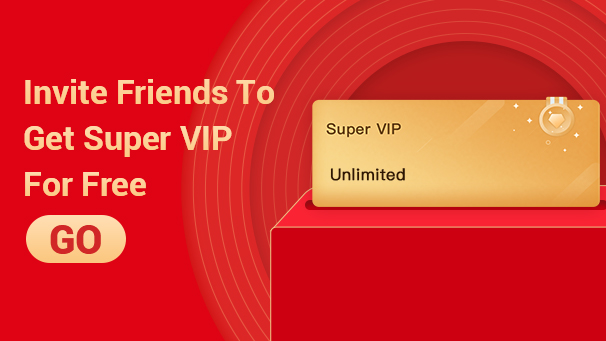 Invite Friends To
Get Super VIP
For Free
GO
Super VIP
Unlimited